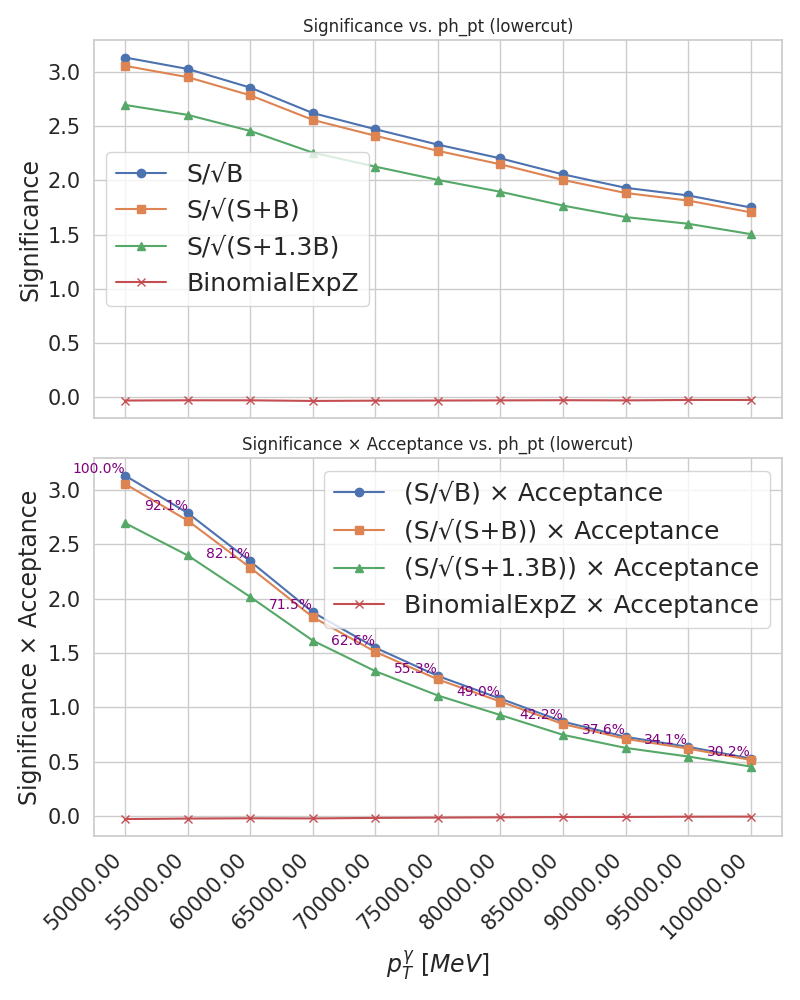 Significance vs. ph_pt (lowercut)
3.0
2.5
2.0
1.5
1.0
0.5
0.0
Significance
S/√B
S/√(S+B)
S/√(S+1.3B)
BinomialExpZ
Significance × Acceptance vs. ph_pt (lowercut)
3.0
2.5
2.0
1.5
1.0
0.5
0.0
Significance × Acceptance
(S/√B) × Acceptance
(S/√(S+B)) × Acceptance
(S/√(S+1.3B)) × Acceptance
BinomialExpZ × Acceptance
100.0%
92.1%
82.1%
71.5%
62.6%
55.3%
49.0%
42.2%
37.6%
34.1%
30.2%
50000.00
55000.00
60000.00
65000.00
70000.00
75000.00
80000.00
85000.00
90000.00
95000.00
100000.00
p_T^γ [MeV]